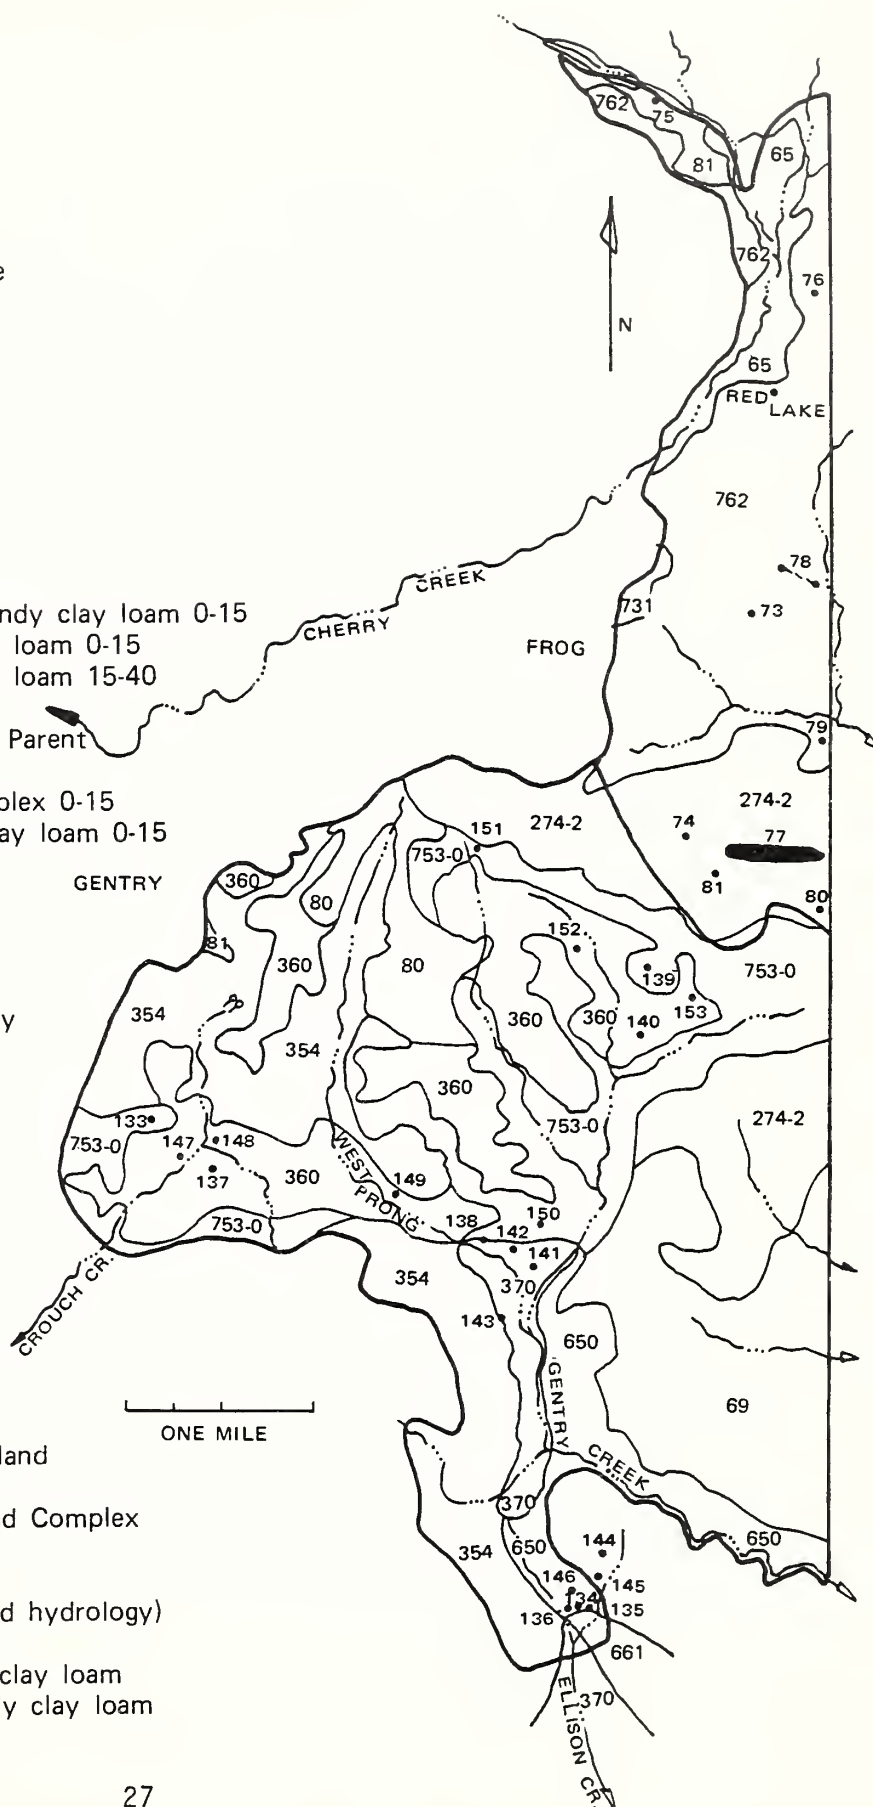 762
75
81
65
e
762
76
N
65
RED LAKE
762
CREEK
78
ndy clay loam 0-15
731
73
CHERRY
loam 0-15
FROG
loam 15-40
79
Parent
plex 0-15
274-2
274-2
74
77
ay loam 0-15
151
753-0
GENTRY
360
81
80
80
152
81
360
80
139
753-0
y
354
360
360
153
140
354
360
133
753-0
274-2
753-0
147
148
WEST PRONG
137
360
149
138
150
753-0
142
141
354
370
CROUCH CR.
143
650
GENTRY CREEK
69
ONE MILE
land
370
d Complex
650
144
354
650
146
145
d hydrology)
134
136
135
661
clay loam
370
y clay loam
ELLISON CR.
27